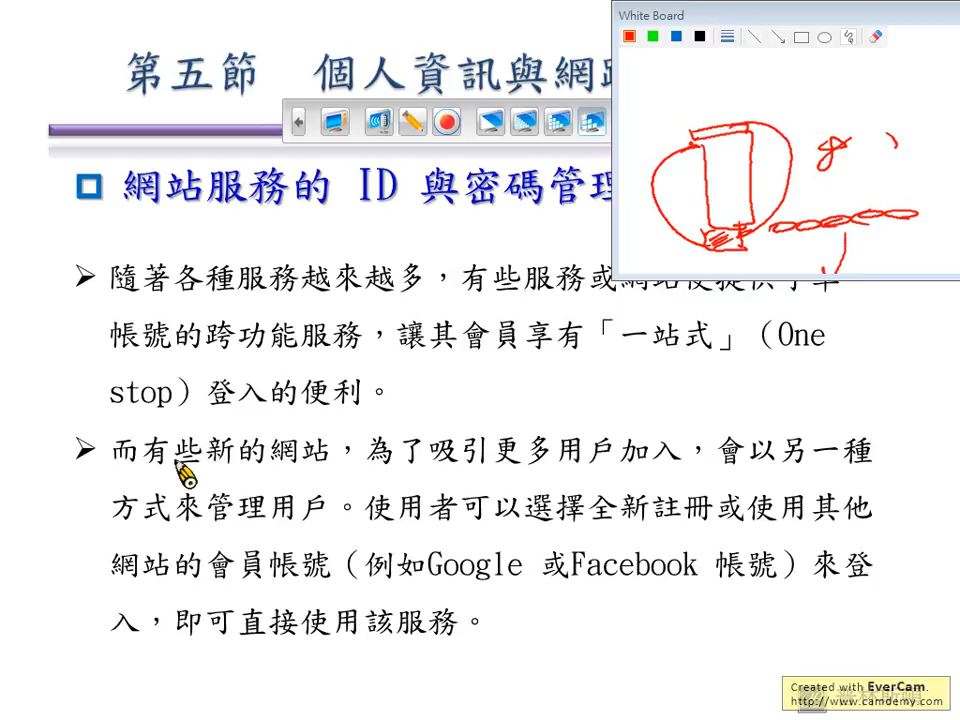 White Board
第五節 個人資訊與網
網站服務的 ID 與密碼管理
隨著各種服務越來越多，有些服務或網站便提供了單
帳號的跨功能服務，讓其會員享有「一站式」（One
stop）登入的便利。
而有些新的網站，為了吸引更多用戶加入，會以另一種
方式來管理用戶。使用者可以選擇全新註冊或使用其他
網站的會員帳號（例如Google 或Facebook 帳號）來登
入，即可直接使用該服務。
Created with EverCam.
http://www.camdemy.com